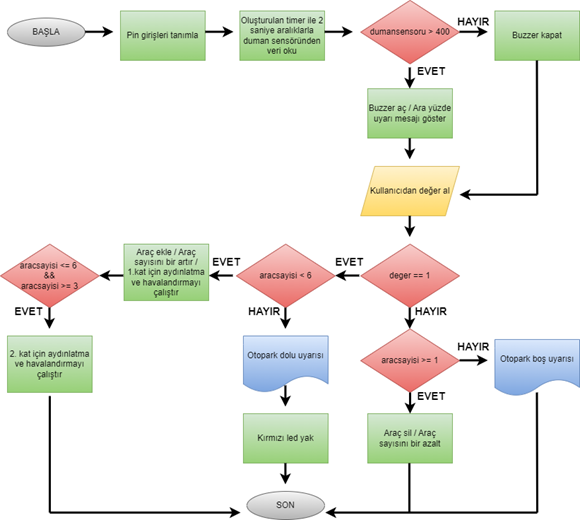 BAŞLA
Pin girişleri tanımla
Oluşturulan timer ile 2
saniye aralıklarla
duman sensöründen
veri oku
dumansensoru > 400
HAYIR
Buzzer kapat
EVET
Buzzer aç / Ara yüzde
uyarı mesajı göster
Kullanıcıdan değer al
deger == 1
EVET
aracsayisi < 6
EVET
Araç ekle / Araç
sayısını bir artır /
1.kat için aydınlatma
ve havalandırmayı
çalıştır
aracsayisi <= 6
&&
aracsayisi >= 3
EVET
HAYIR
HAYIR
2. kat için aydınlatma
ve havalandırmayı
çalıştır
Otopark dolu uyarısı
aracsayisi >= 1
HAYIR
Otopark boş uyarısı
EVET
Kırmızı led yak
Araç sil / Araç
sayısını bir azalt
SON